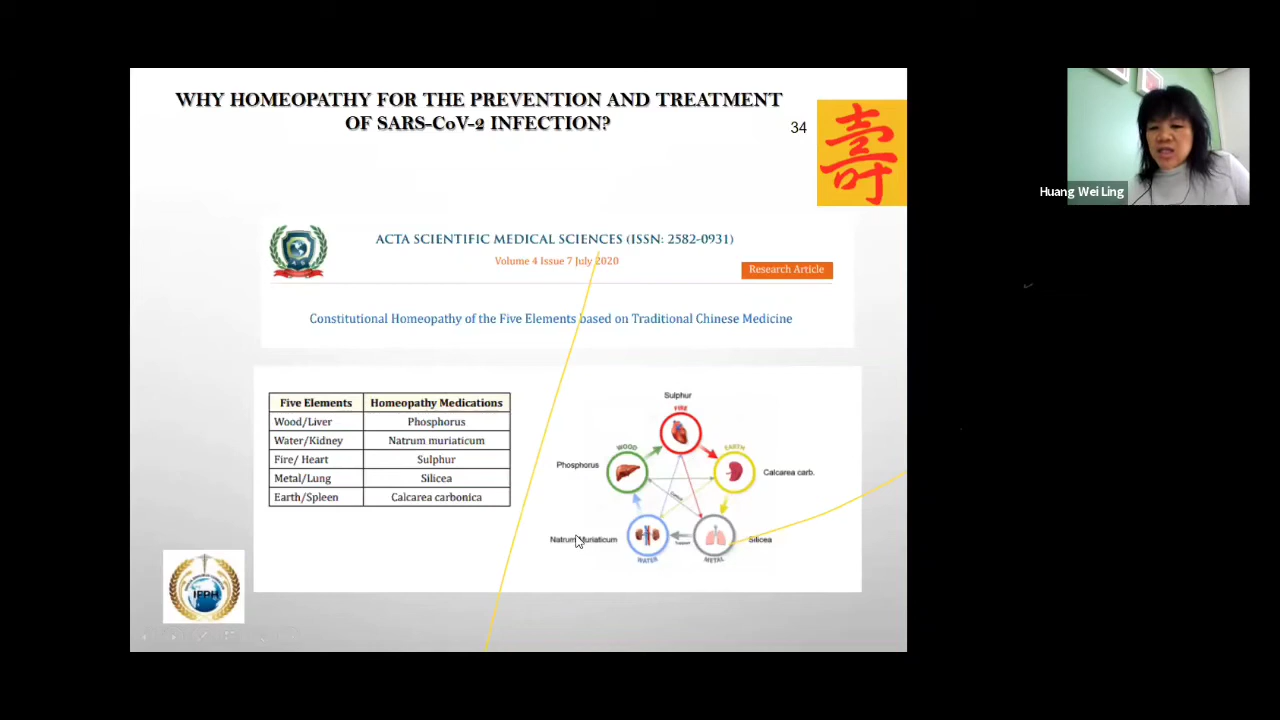 WHY HOMEOPATHY FOR THE PREVENTION AND TREATMENT
OF SARS-CoV-2 INFECTION?
34
壽
Huang Wei Ling
ACTA SCIENTIFIC MEDICAL SCIENCES (ISSN: 2582-0931)
Volume 4 Issue 7 July 2020
Research Article
Constitutional Homeopathy of the Five Elements based on Traditional Chinese Medicine
Five Elements Homeopathy Medications
Wood/Liver Phosphorus
Water/Kidney Natrum muriaticum
Fire/ Heart Sulphur
Metal/Lung Silicea
Earth/Spleen Calcarea carbonica
Sulphur
FIRE
WOOD
EARTH
Phosphorus
Calcarea carb.
Natrum Muriaticum
Silicea
WATER
METAL
IFPH